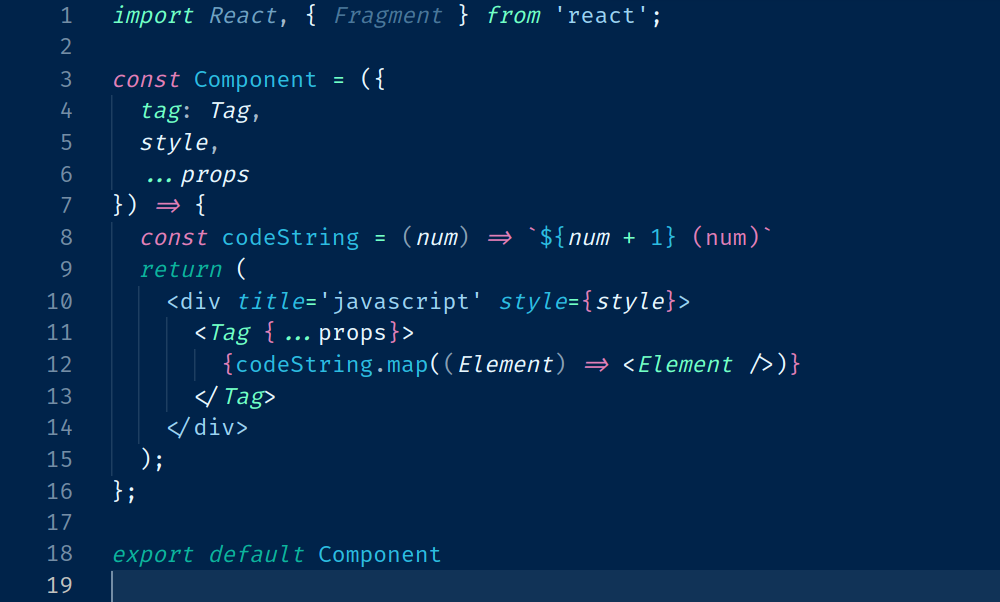 1 import React, { Fragment } from 'react';
2
3 const Component = ({
4   tag: Tag,
5   style,
6   ...props
7 }) => {
8   const codeString = (num) => `${num + 1} (num)`
9   return (
10     <div title='javascript' style={style}>
11       <Tag {...props}>
12         {codeString.map((Element) => <Element />)}
13       </Tag>
14     </div>
15   );
16 };
17
18 export default Component
19